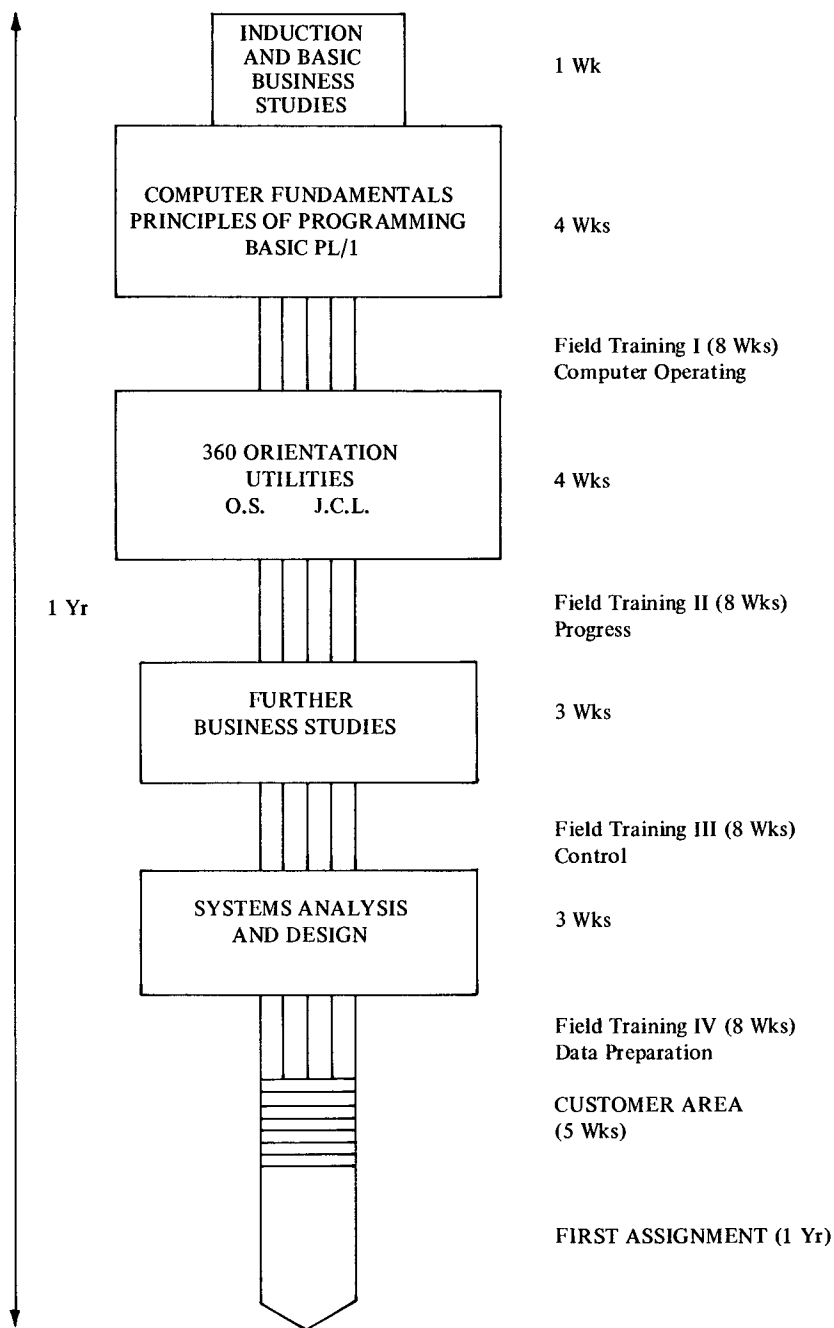 INDUCTION
AND BASIC
BUSINESS
STUDIES
1 Wk
COMPUTER FUNDAMENTALS
PRINCIPLES OF PROGRAMMING
BASIC PL/1
4 Wks
Field Training I (8 Wks)
Computer Operating
360 ORIENTATION
UTILITIES
O.S. J.C.L.
4 Wks
1 Yr
Field Training II (8 Wks)
Progress
FURTHER
BUSINESS STUDIES
3 Wks
Field Training III (8 Wks)
Control
SYSTEMS ANALYSIS
AND DESIGN
3 Wks
Field Training IV (8 Wks)
Data Preparation
CUSTOMER AREA
(5 Wks)
FIRST ASSIGNMENT (1 Yr)